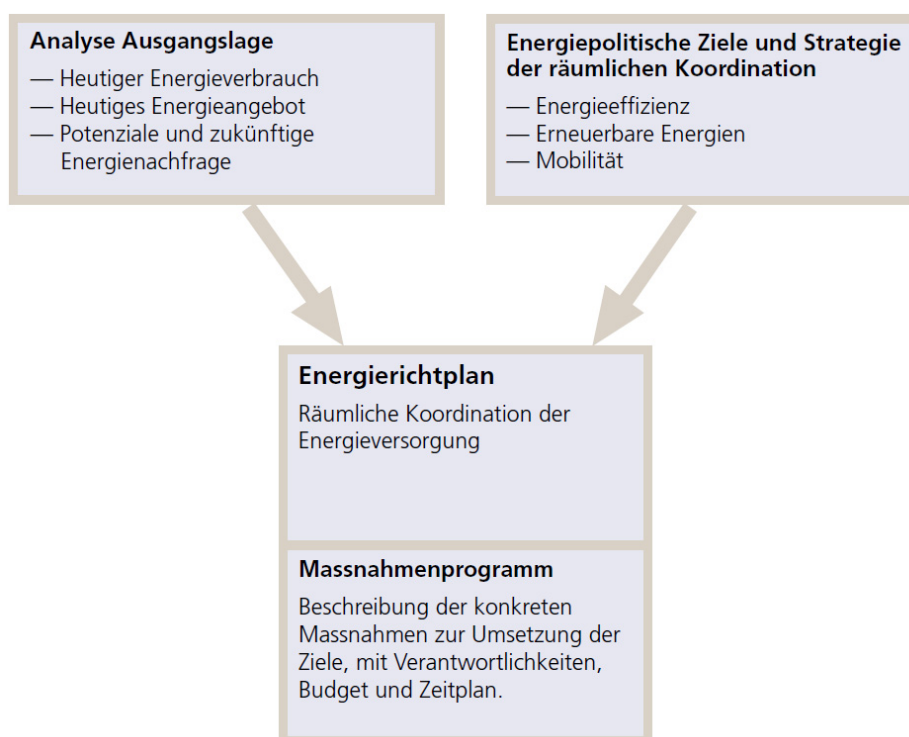 Analyse Ausgangslage
— Heutiger Energieverbrauch
— Heutiges Energieangebot
— Potenziale und zukünftige
Energienachfrage
Energiepolitische Ziele und Strategie
der räumlichen Koordination
— Energieeffizienz
— Erneuerbare Energien
— Mobilität
Energierichtplan
Räumliche Koordination der
Energieversorgung
Massnahmenprogramm
Beschreibung der konkreten
Massnahmen zur Umsetzung der
Ziele, mit Verantwortlichkeiten,
Budget und Zeitplan.